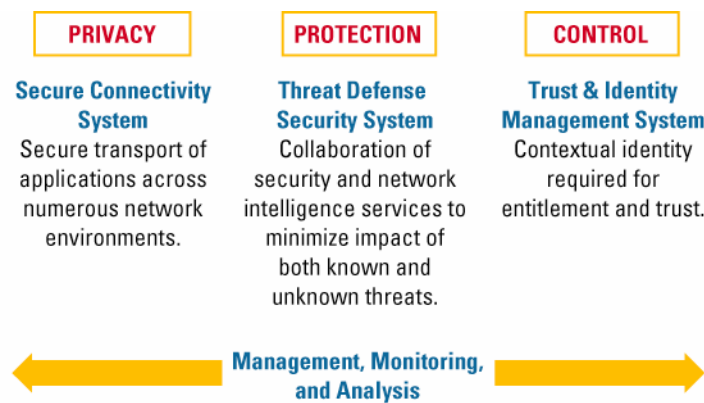 PRIVACY
Secure Connectivity
System
Secure transport of
applications across
numerous network
environments.
PROTECTION
Threat Defense
Security System
Collaboration of
security and network
intelligence services to
minimize impact of
both known and
unknown threats.
CONTROL
Trust & Identity
Management System
Contextual identity
required for
entitlement and trust.
Management, Monitoring,
and Analysis